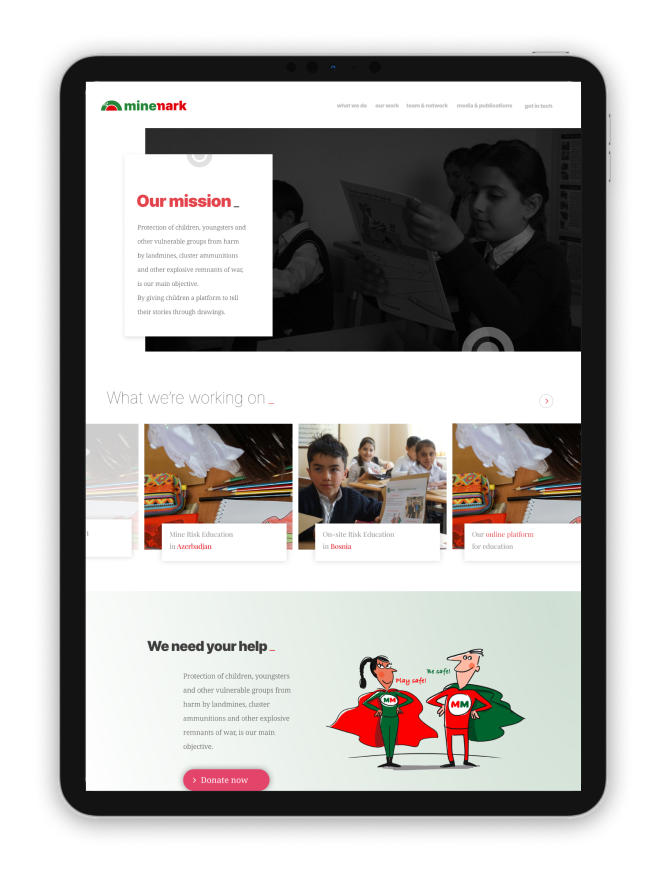 minemark
what we do our work team & network media & publications get in tech
Our mission _
Protection of children, youngsters and
other vulnerable groups from harm
by landmines, cluster ammunitions
and other explosive remnants of war,
is our main objective.
By giving children a platform to tell
their stories through drawings.
What we're working on _
Mine Risk Education
in Azerbadjan
On-site Risk Education
in Bosnia
Our online platform
for education
We need your help _
Protection of children, youngsters
and other vulnerable groups from
harm by landmines, cluster
ammunitions and other explosive
remnants of war, is our main
objective.
Play safe!
Be safe!
MM
MM
Donate now